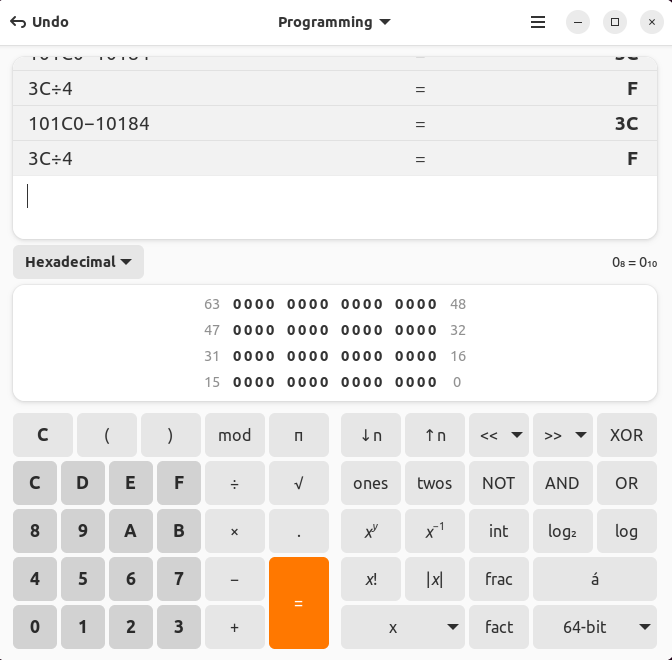 Undo
Programming
101C0−10184 = 3C
3C÷4 = F
101C0−10184 = 3C
3C÷4 = F
Hexadecimal
0₈ = 0₁₀
63 0000 0000 0000 0000 48
47 0000 0000 0000 0000 32
31 0000 0000 0000 0000 16
15 0000 0000 0000 0000 0
C ( ) mod π ↓n ↑n << >> XOR
C D E F ÷ √ ones twos NOT AND OR
8 9 A B × . xʸ x⁻¹ int log₂ log
4 5 6 7 − = x! |x| frac á
0 1 2 3 + x fact 64-bit